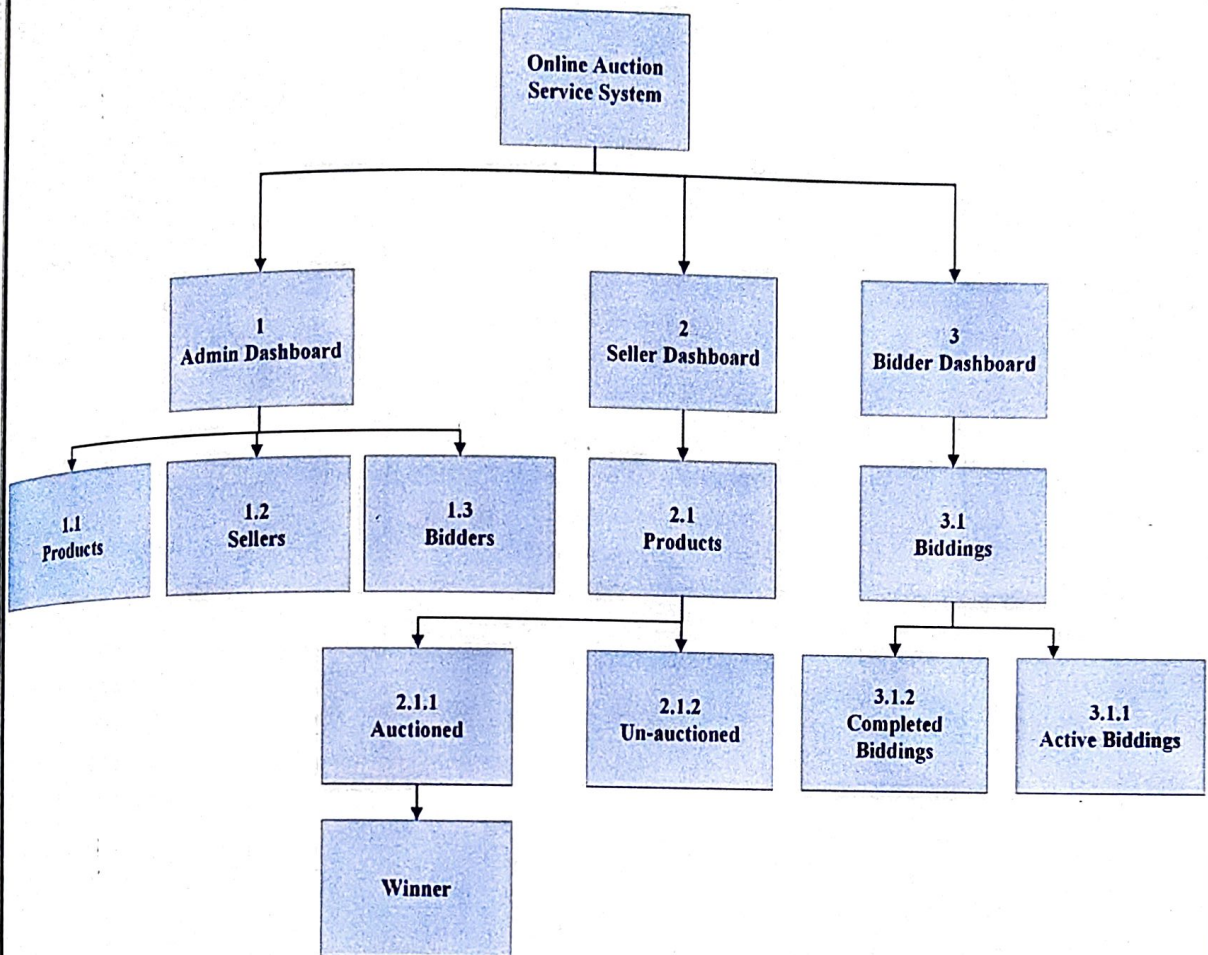 Online Auction
Service System
1
Admin Dashboard
2
Seller Dashboard
3
Bidder Dashboard
1.1
Products
1.2
Sellers
1.3
Bidders
2.1
Products
3.1
Biddings
2.1.1
Auctioned
2.1.2
Un-auctioned
3.1.2
Completed
Biddings
3.1.1
Active Biddings
Winner